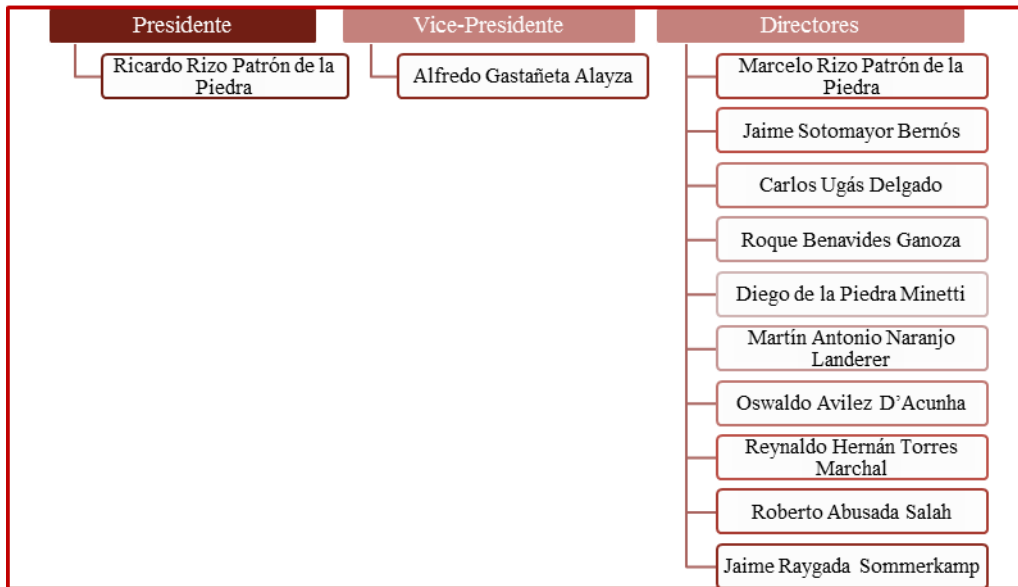 Presidente
Ricardo Rizo Patrón de la
Piedra
Vice-Presidente
Alfredo Gastañeta Alayza
Directores
Marcelo Rizo Patrón de la
Piedra
Jaime Sotomayor Bernós
Carlos Ugás Delgado
Roque Benavides Ganoza
Diego de la Piedra Minetti
Martín Antonio Naranjo
Landerer
Oswaldo Avilez D’Acunha
Reynaldo Hernán Torres
Marchal
Roberto Abusada Salah
Jaime Raygada Sommerkamp